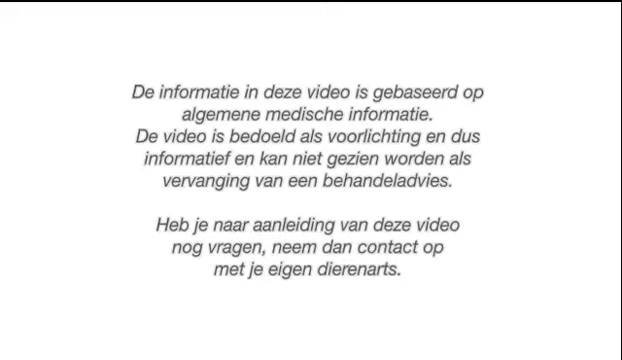 De informatie in deze video is gebaseerd op
algemene medische informatie.
De video is bedoeld als voorlichting en dus
informatief en kan niet gezien worden als
vervanging van een behandeladvies.
Heb je naar aanleiding van deze video
nog vragen, neem dan contact op
met je eigen dierenarts.